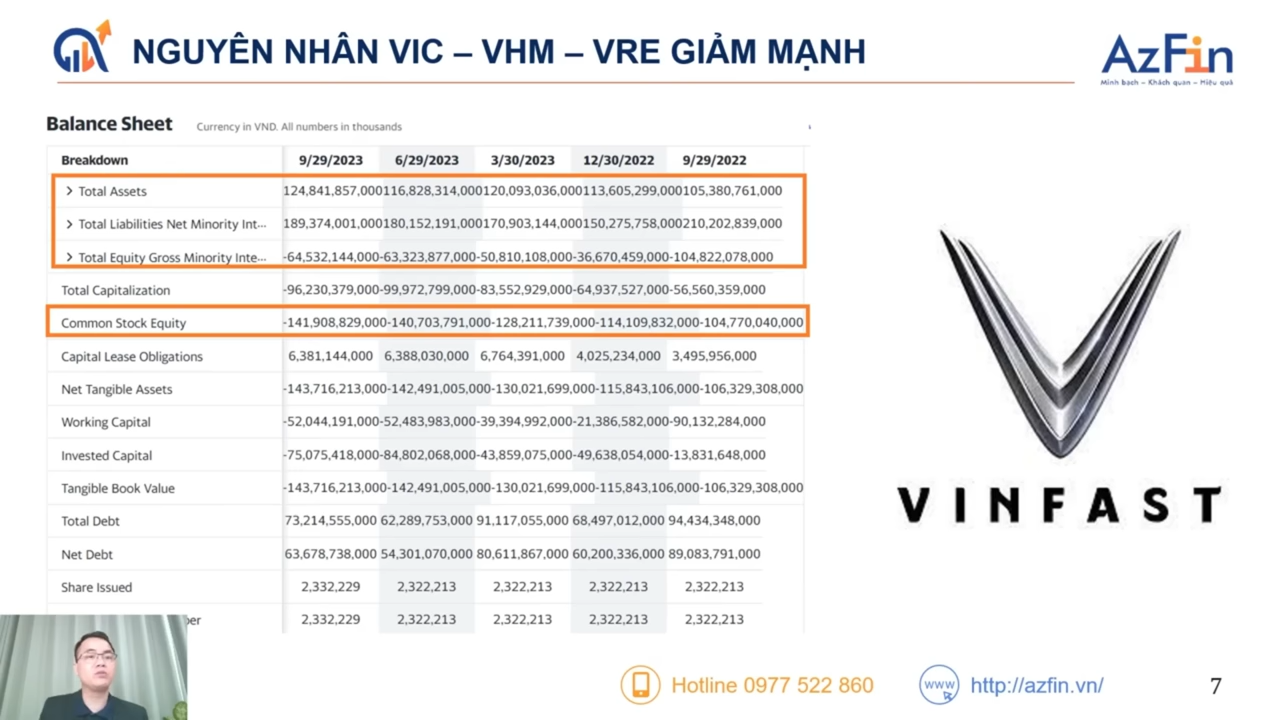 NGUYÊN NHÂN VIC – VHM – VRE GIẢM MẠNH
AzFin
Minh bạch – Khách quan – Hiệu quả
Balance Sheet Currency in VND. All numbers in thousands
Breakdown 9/29/2023 6/29/2023 3/30/2023 12/30/2022 9/29/2022
Total Assets 124,841,857,000 116,828,314,000 120,093,036,000 113,605,299,000 105,380,761,000
Total Liabilities Net Minority Int... 189,374,001,000 180,152,191,000 170,903,144,000 150,275,758,000 210,202,839,000
Total Equity Gross Minority Inte... -64,532,144,000 -63,323,877,000 -50,810,108,000 -36,670,459,000 -104,822,078,000
Total Capitalization -96,230,379,000 -99,972,799,000 -83,552,929,000 -64,937,527,000 -56,560,359,000
Common Stock Equity -141,908,829,000 -140,703,791,000 -128,211,739,000 -114,109,832,000 -104,770,040,000
Capital Lease Obligations 6,381,144,000 6,388,030,000 6,764,391,000 4,025,234,000 3,495,956,000
Net Tangible Assets -143,716,213,000 -142,491,005,000 -130,021,699,000 -115,843,106,000 -106,329,308,000
Working Capital -52,044,191,000 -52,483,983,000 -39,394,992,000 -21,386,582,000 -90,132,284,000
Invested Capital -75,075,418,000 -84,802,068,000 -43,859,075,000 -49,638,054,000 -13,831,648,000
Tangible Book Value -143,716,213,000 -142,491,005,000 -130,021,699,000 -115,843,106,000 -106,329,308,000
Total Debt 73,214,555,000 62,289,753,000 91,117,055,000 68,497,012,000 94,434,348,000
Net Debt 63,678,738,000 54,301,070,000 80,611,867,000 60,200,336,000 89,083,791,000
Share Issued 2,332,229 2,322,213 2,322,213 2,322,213 2,322,213
2,332,229 2,322,213 2,322,213 2,322,213 2,322,213
VINFAST
Hotline 0977 522 860
www
http://azfin.vn/
7